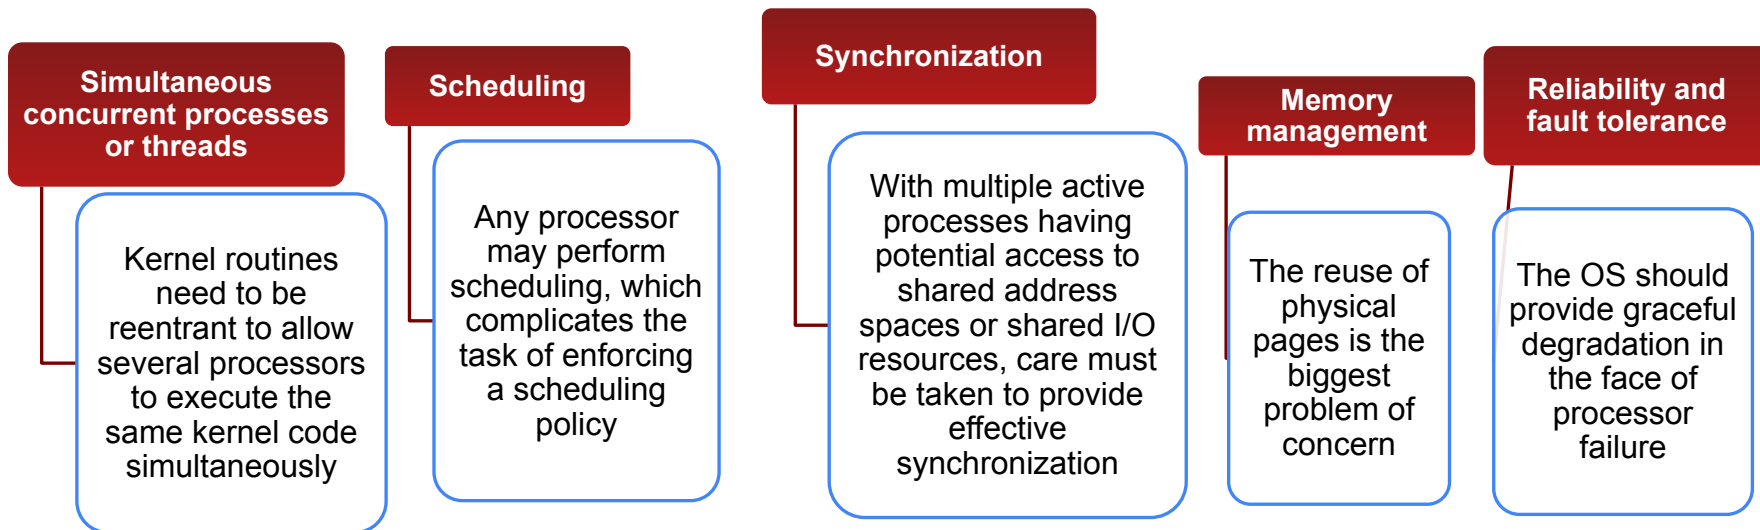 Simultaneous
concurrent processes
or threads
Kernel routines
need to be
reentrant to allow
several processors
to execute the
same kernel code
simultaneously
Scheduling
Any processor
may perform
scheduling, which
complicates the
task of enforcing
a scheduling
policy
Synchronization
With multiple active
processes having
potential access to
shared address
spaces or shared I/O
resources, care must
be taken to provide
effective
synchronization
Memory
management
The reuse of
physical
pages is the
biggest
problem of
concern
Reliability and
fault tolerance
The OS should
provide graceful
degradation in
the face of
processor
failure